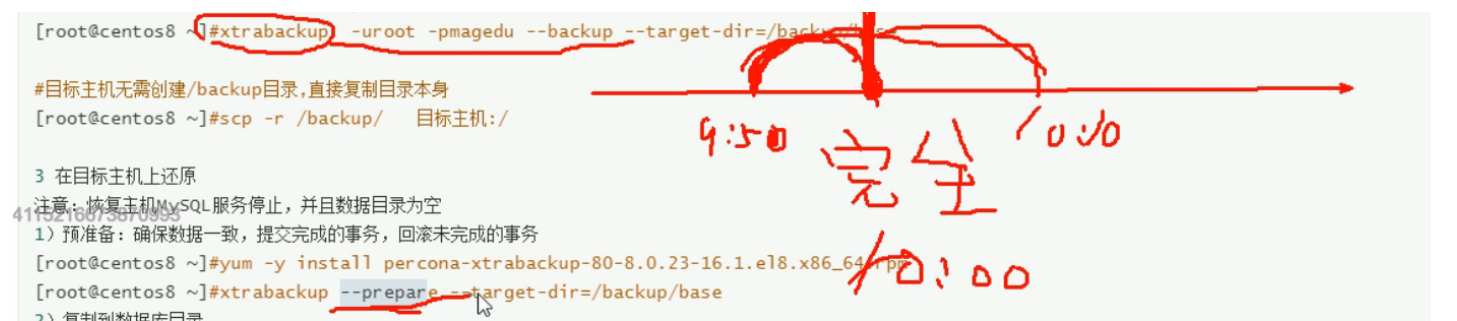 [root@centos8 ~]#xtrabackup -uroot -pmagedu --backup --target-dir=/backup/base
#目标主机无需创建/backup目录,直接复制目录本身
[root@centos8 ~]#scp -r /backup/ 目标主机:/
9:50 完全 10:00
3 在目标主机上还原
注意：恢复主机MySQL服务停止，并且数据目录为空
4115216673870993
1）预准备：确保数据一致，提交完成的事务，回滚未完成的事务
[root@centos8 ~]#yum -y install percona-xtrabackup-80-8.0.23-16.1.el8.x86_64.rpm
[root@centos8 ~]#xtrabackup --prepare --target-dir=/backup/base
2）复制到数据库目录